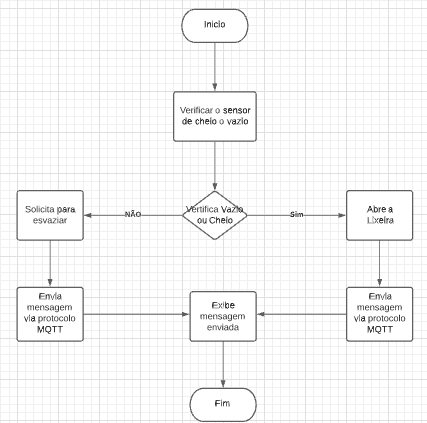 Inicio
Verificar o sensor
de cheio o vazio
Vertifica Vazio
ou Cheio
NÃO
Sim
Solicita para
esvaziar
Abre a
Lixeira
Envia
mensagem
via protocolo
MQTT
Exibe
mensagem
enviada
Envia
mensagem
via protocolo
MQTT
Fim